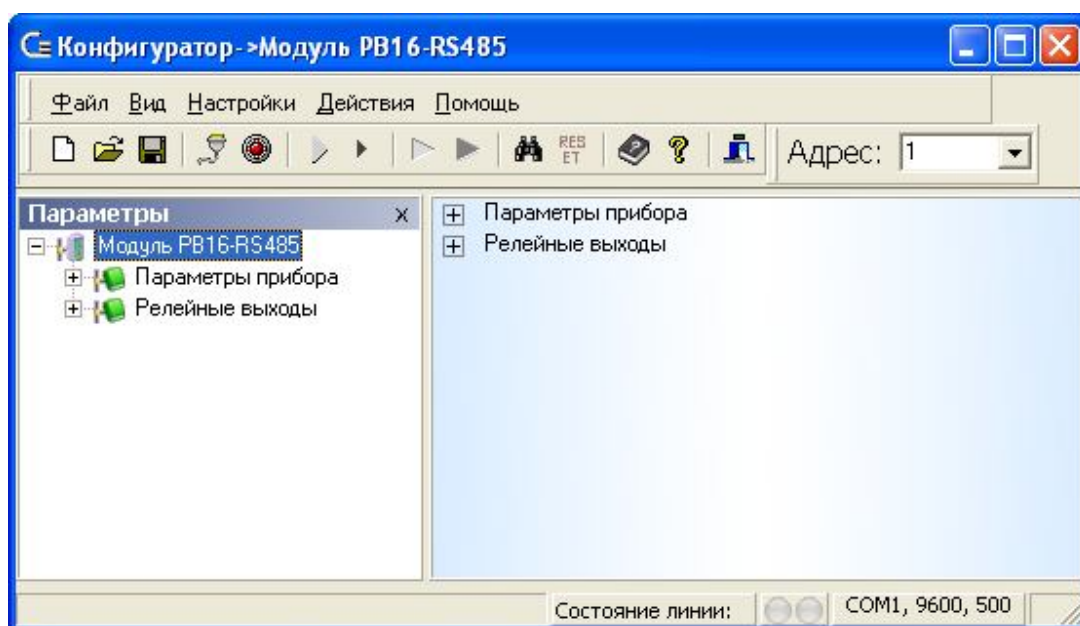 Конфигуратор->Модуль РВ16-RS485
Файл Вид Настройки Действия Помощь
RES
ET
Адрес: 1
Параметры
Модуль РВ16-RS485
Параметры прибора
Релейные выходы
Параметры прибора
Релейные выходы
Состояние линии: COM1, 9600, 500